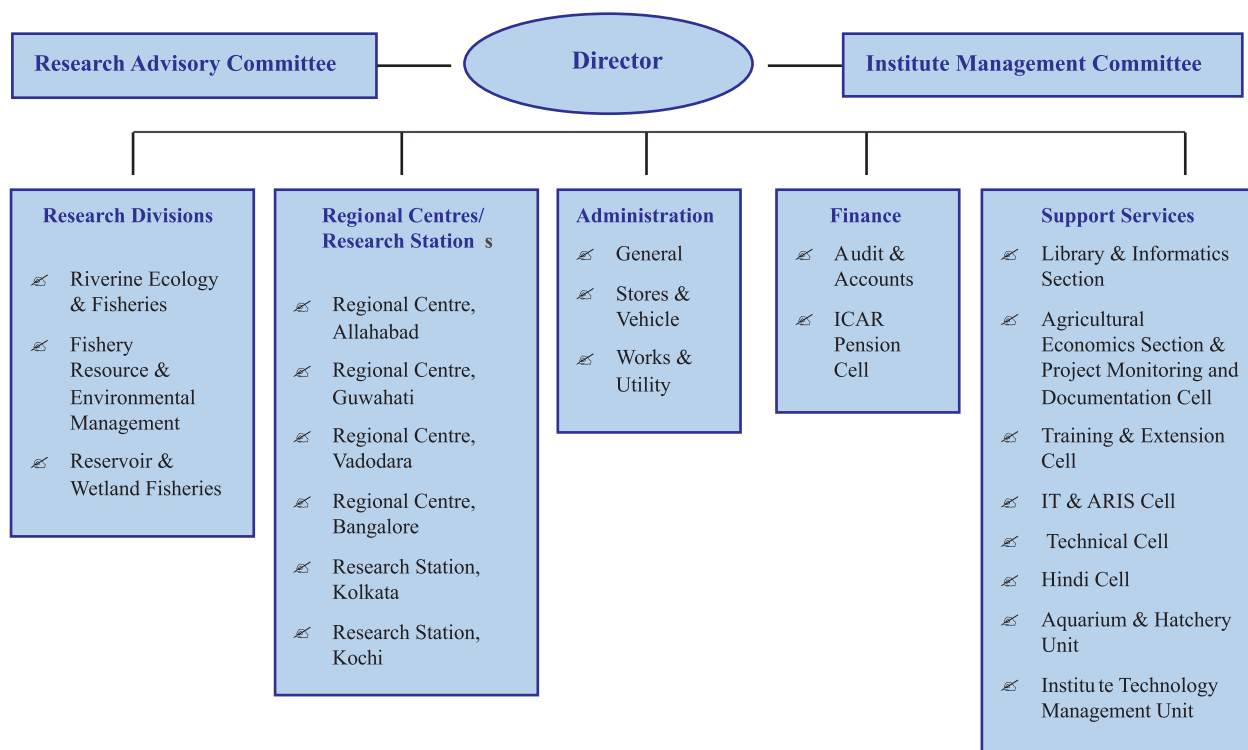 Research Advisory Committee
Director
Institute Management Committee
Research Divisions
Riverine Ecology
& Fisheries
Fishery
Resource &
Environmental
Management
Reservoir &
Wetland Fisheries
Regional Centres/
Research Station s
Regional Centre,
Allahabad
Regional Centre,
Guwahati
Regional Centre,
Vadodara
Regional Centre,
Bangalore
Research Station,
Kolkata
Research Station,
Kochi
Administration
General
Stores &
Vehicle
Works &
Utility
Finance
Audit &
Accounts
ICAR
Pension
Cell
Support Services
Library & Informatics
Section
Agricultural
Economics Section &
Project Monitoring and
Documentation Cell
Training & Extension
Cell
IT & ARIS Cell
Technical Cell
Hindi Cell
Aquarium & Hatchery
Unit
Institute Technology
Management Unit